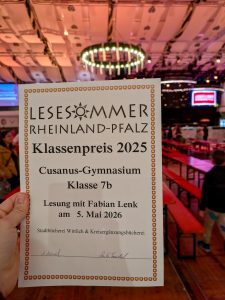 LESESOMMER
RHEINLAND-PFALZ
Klassenpreis 2025
Cusanus-Gymnasium
Klasse 7b
Lesung mit Fabian Lenk
am 5. Mai 2026
Stadtbücherei Wittlich & Kreisergänzungsbücherei